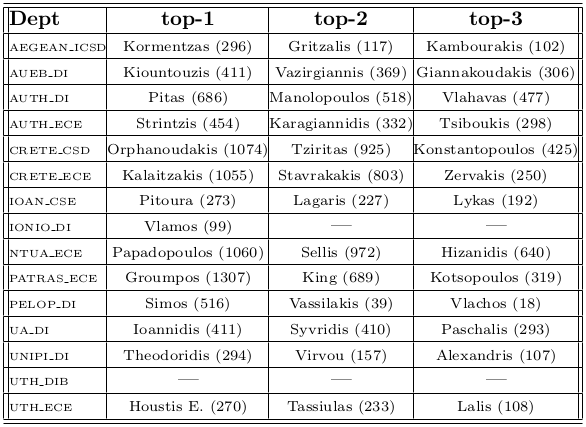 Dept top-1 top-2 top-3
AEGEAN_ICSD Kormentzas (296) Gritzalis (117) Kambourakis (102)
AUEB_DI Kiountouzis (411) Vazirgiannis (369) Giannakoudakis (306)
AUTH_DI Pitas (686) Manolopoulos (518) Vlahavas (477)
AUTH_ECE Strintzis (454) Karagiannidis (332) Tsiboukis (298)
CRETE_CSD Orphanoudakis (1074) Tziritas (925) Konstantopoulos (425)
CRETE_ECE Kalaitzakis (1055) Stavrakakis (803) Zervakis (250)
IOAN_CSE Pitoura (273) Lagaris (227) Lykas (192)
IONIO_DI Vlamos (99) — —
NTUA_ECE Papadopoulos (1060) Sellis (972) Hizanidis (640)
PATRAS_ECE Groumpos (1307) King (689) Kotsopoulos (319)
PELOP_DI Simos (516) Vassilakis (39) Vlachos (18)
UA_DI Ioannidis (411) Syvridis (410) Paschalis (293)
UNIPI_DI Theodoridis (294) Virvou (157) Alexandris (107)
UTH_DIB — — —
UTH_ECE Houstis E. (270) Tassiulas (233) Lalis (108)